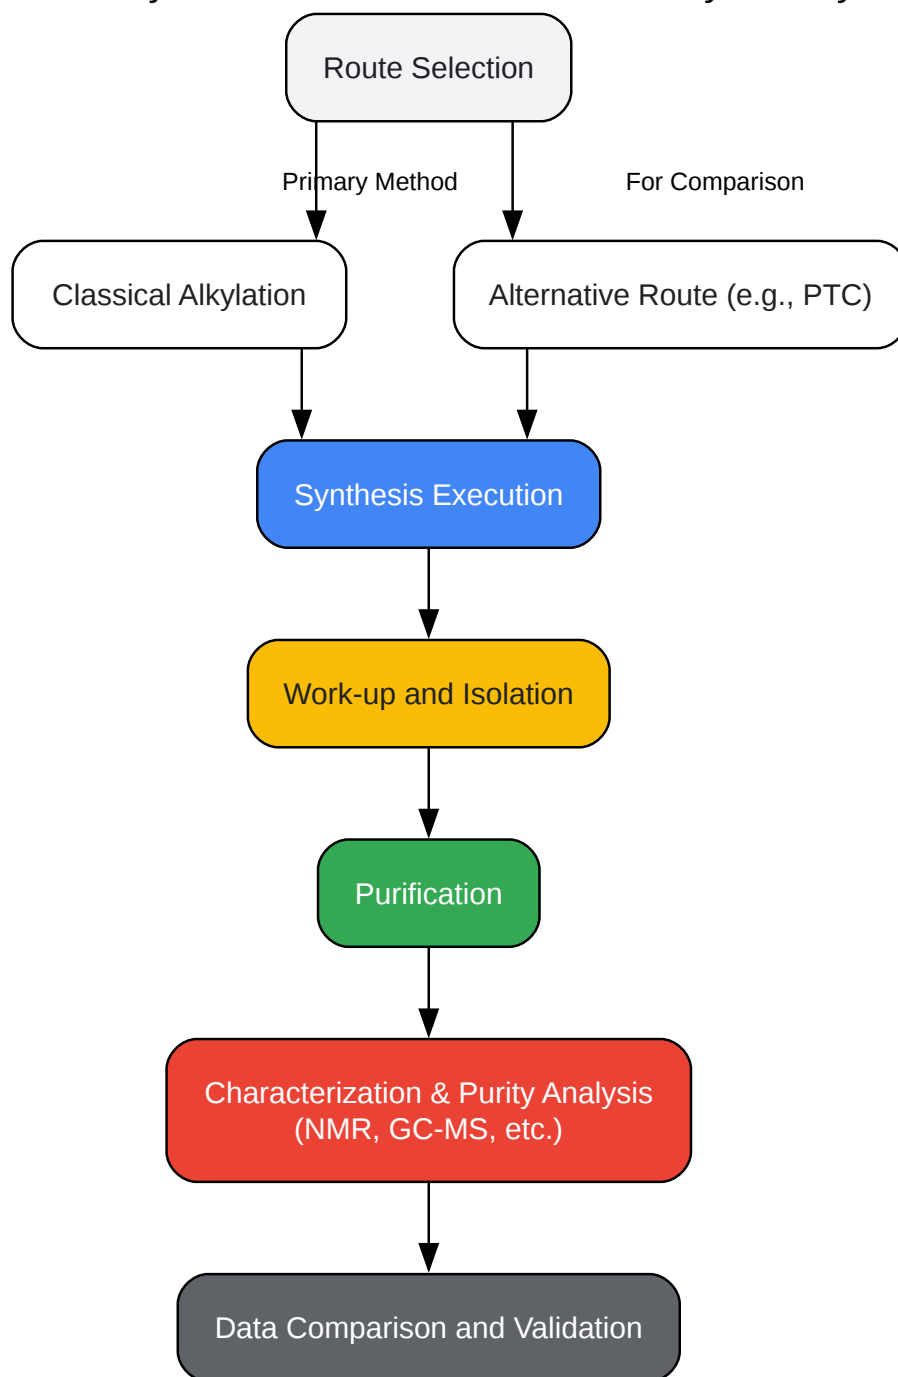 Route Selection
Primary Method
For Comparison
Classical Alkylation
Alternative Route (e.g., PTC)
Synthesis Execution
Work-up and Isolation
Purification
Characterization & Purity Analysis
(NMR, GC-MS, etc.)
Data Comparison and Validation